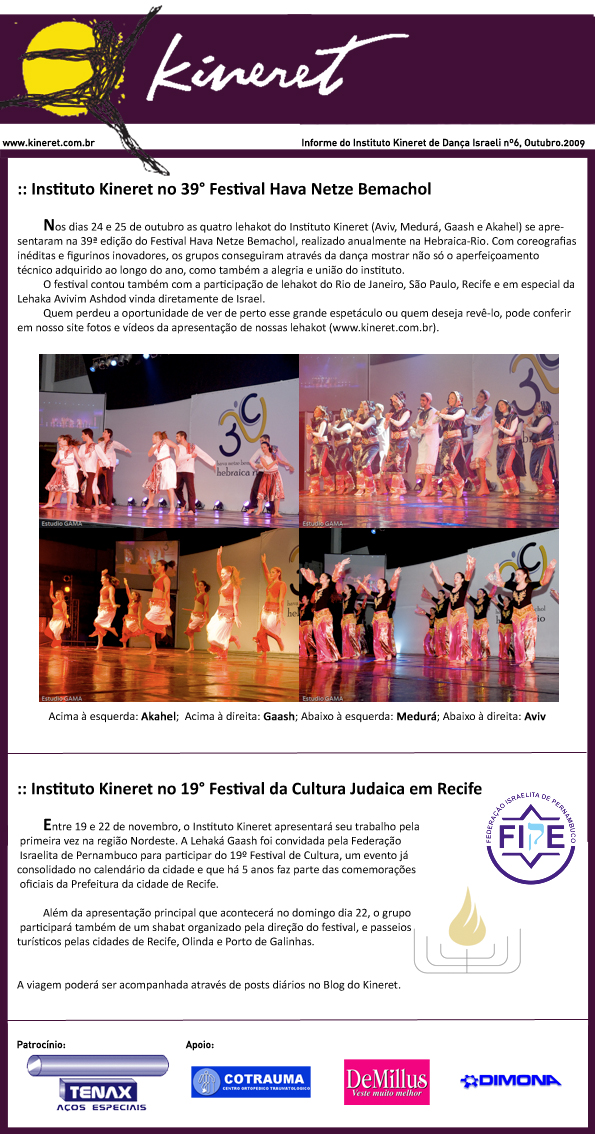 Kineret
www.kineret.com.br
Informe do Instituto Kineret de Dança Israeli nº6, Outubro.2009
:: Instituto Kineret no 39° Festival Hava Netze Bemachol
Nos dias 24 e 25 de outubro as quatro lehakot do Instituto Kineret (Aviv, Medurá, Gaash e Akahel) se apre-
sentaram na 39ª edição do Festival Hava Netze Bemachol, realizado anualmente na Hebraica-Rio. Com coreografias
inéditas e figurinos inovadores, os grupos conseguiram através da dança mostrar não só o aperfeiçoamento
técnico adquirido ao longo do ano, como também a alegria e união do instituto.
O festival contou também com a participação de lehakot do Rio de Janeiro, São Paulo, Recife e em especial da
Lehaka Avivim Ashdod vinda diretamente de Israel.
Quem perdeu a oportunidade de ver de perto esse grande espetáculo ou quem deseja revê-lo, pode conferir
em nosso site fotos e vídeos da apresentação de nossas lehakot (www.kineret.com.br).
Estudio GAMA
Estudio GAMA
Estudio GAMA
Estudio GAMA
Acima à esquerda: Akahel; Acima à direita: Gaash; Abaixo à esquerda: Medurá; Abaixo à direita: Aviv
:: Instituto Kineret no 19° Festival da Cultura Judaica em Recife
Entre 19 e 22 de novembro, o Instituto Kineret apresentará seu trabalho pela
primeira vez na região Nordeste. A Lehaká Gaash foi convidada pela Federação
Israelita de Pernambuco para participar do 19º Festival de Cultura, um evento já
consolidado no calendário da cidade e que há 5 anos faz parte das comemorações
oficiais da Prefeitura da cidade de Recife.
FEDERAÇÃO ISRAELITA DE PERNAMBUCO
FIPE
Além da apresentação principal que acontecerá no domingo dia 22, o grupo
participará também de um shabat organizado pela direção do festival, e passeios
turísticos pelas cidades de Recife, Olinda e Porto de Galinhas.
A viagem poderá ser acompanhada através de posts diários no Blog do Kineret.
Patrocínio:
Apoio:
TENAX
AÇOS ESPECIAIS
COTRAUMA
CENTRO ORTOPÉDICO TRAUMATOLÓGICO
DeMillus
Veste muito melhor
DIMONA